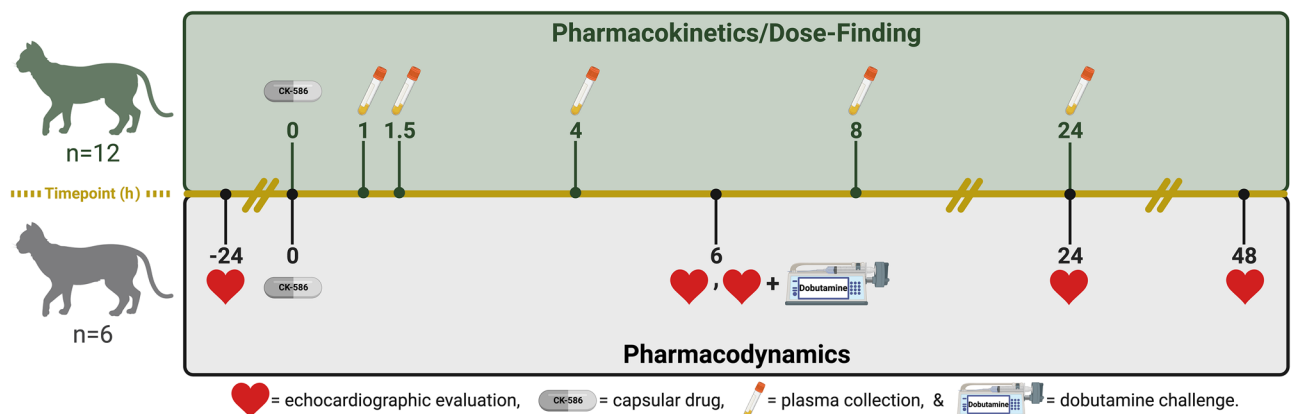 Pharmacokinetics/Dose-Finding
CK-586
0 1 1.5 4 8 24
n=12
Timepoint (h)
-24 0 6 24 48
CK-586
, + Dobutamine
n=6
Pharmacodynamics
= echocardiographic evaluation, CK-586 = capsular drug, = plasma collection, & Dobutamine = dobutamine challenge.